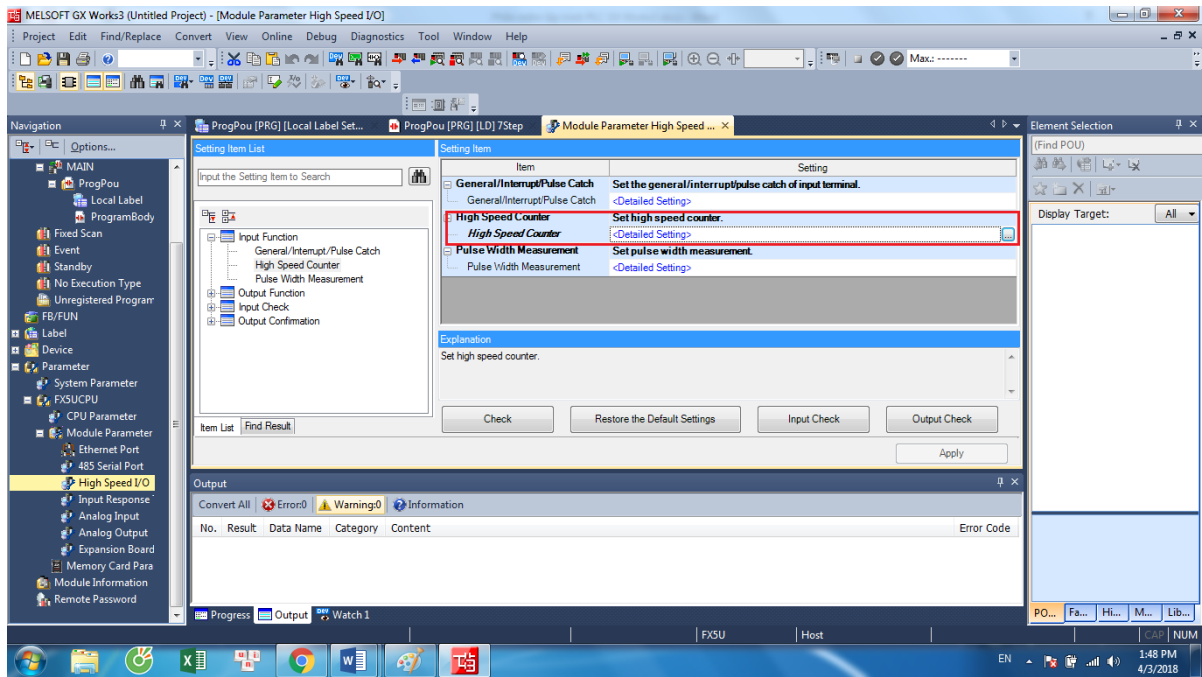 MELSOFT GX Works3 (Untitled Project) - [Module Parameter High Speed I/O]
Project Edit Find/Replace Convert View Online Debug Diagnostics Tool Window Help
Max.: -------
Navigation
ProgPou [PRG] [Local Label Set...
ProgPou [PRG] [LD] 7Step
Module Parameter High Speed ...
Element Selection
Options...
MAIN
ProgPou
Local Label
ProgramBody
Fixed Scan
Event
Standby
No Execution Type
Unregistered Program
FB/FUN
Label
Device
Parameter
System Parameter
FX5UCPU
CPU Parameter
Module Parameter
Ethernet Port
485 Serial Port
High Speed I/O
Input Response
Analog Input
Analog Output
Expansion Board
Memory Card Para
Module Information
Remote Password
Setting Item List
Input the Setting Item to Search
Input Function
General/Interrupt/Pulse Catch
High Speed Counter
Pulse Width Measurement
Output Function
Input Check
Output Confirmation
Item List Find Result
Setting Item
Item Setting
General/Interrupt/Pulse Catch Set the general/interrupt/pulse catch of input terminal.
General/Interrupt/Pulse Catch <Detailed Setting>
High Speed Counter Set high speed counter.
High Speed Counter <Detailed Setting>
Pulse Width Measurement Set pulse width measurement.
Pulse Width Measurement <Detailed Setting>
Explanation
Set high speed counter.
Check Restore the Default Settings Input Check Output Check
Apply
Output
Convert All Error:0 Warning:0 Information
No. Result Data Name Category Content Error Code
Progress Output Watch 1
(Find POU)
Display Target: All
PO... Fa... Hi... M... Lib...
FX5U Host CAP NUM
EN
1:48 PM
4/3/2018